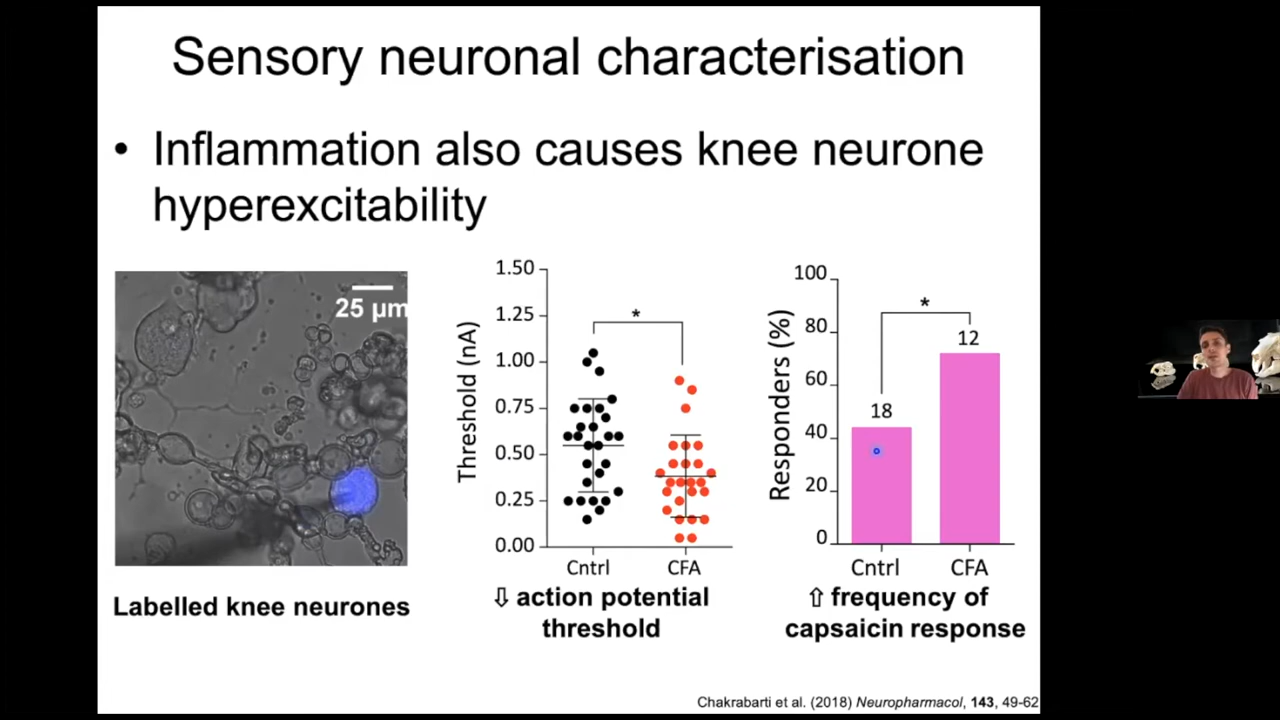 Sensory neuronal characterisation
• Inflammation also causes knee neurone
hyperexcitability
25 μm
Labelled knee neurones
Threshold (nA)
1.50
1.25
1.00
0.75
0.50
0.25
0.00
*
Cntrl
CFA
⇩ action potential
threshold
Responders (%)
100
80
60
40
20
0
*
18
12
Cntrl
CFA
⇧ frequency of
capsaicin response
Chakrabarti et al. (2018) Neuropharmacol, 143, 49-62